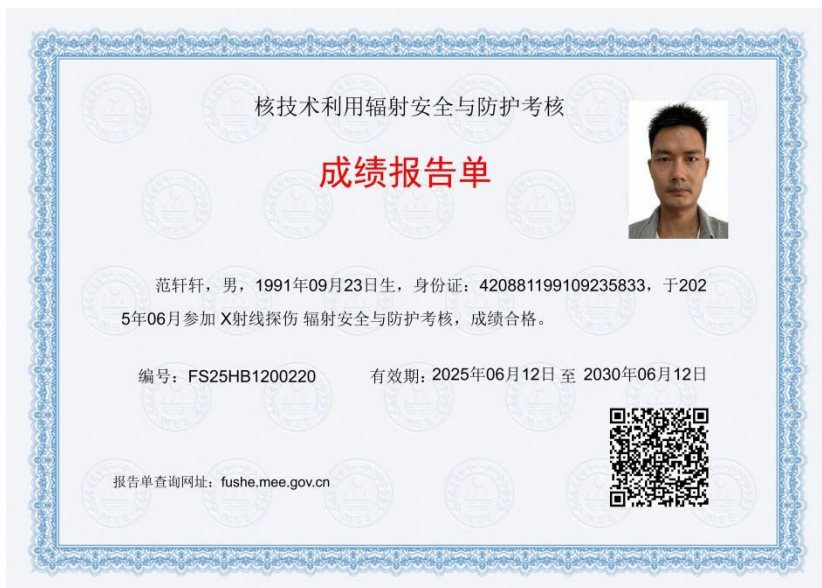 核技术利用辐射安全与防护考核
成绩报告单
范轩轩，男，1991年09月23日生，身份证：420881199109235833，于202
5年06月参加 X射线探伤 辐射安全与防护考核，成绩合格。
编号：FS25HB1200220 有效期：2025年06月12日 至 2030年06月12日
报告单查询网址：fushe.mee.gov.cn